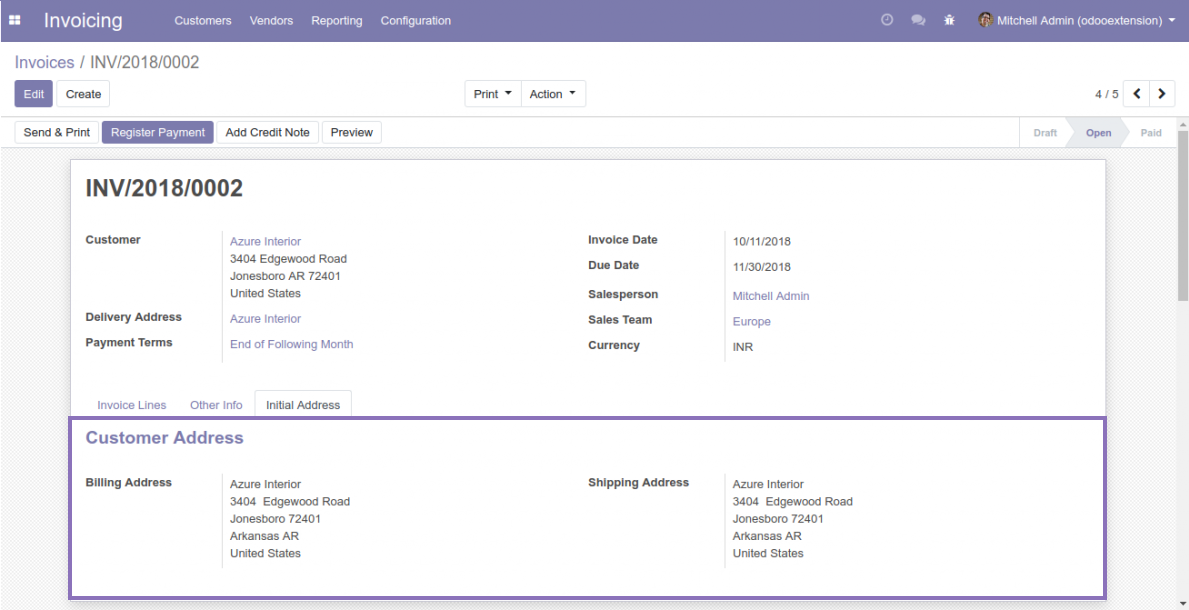 Invoicing Customers Vendors Reporting Configuration Mitchell Admin (odooextension)
Invoices / INV/2018/0002
Edit Create Print Action 4 / 5
Send & Print Register Payment Add Credit Note Preview Draft Open Paid
INV/2018/0002
Customer
Azure Interior
3404 Edgewood Road
Jonesboro AR 72401
United States
Delivery Address Azure Interior
Payment Terms End of Following Month
Invoice Date 10/11/2018
Due Date 11/30/2018
Salesperson Mitchell Admin
Sales Team Europe
Currency INR
Invoice Lines Other Info Initial Address
Customer Address
Billing Address
Azure Interior
3404  Edgewood Road
Jonesboro 72401
Arkansas AR
United States
Shipping Address
Azure Interior
3404  Edgewood Road
Jonesboro 72401
Arkansas AR
United States